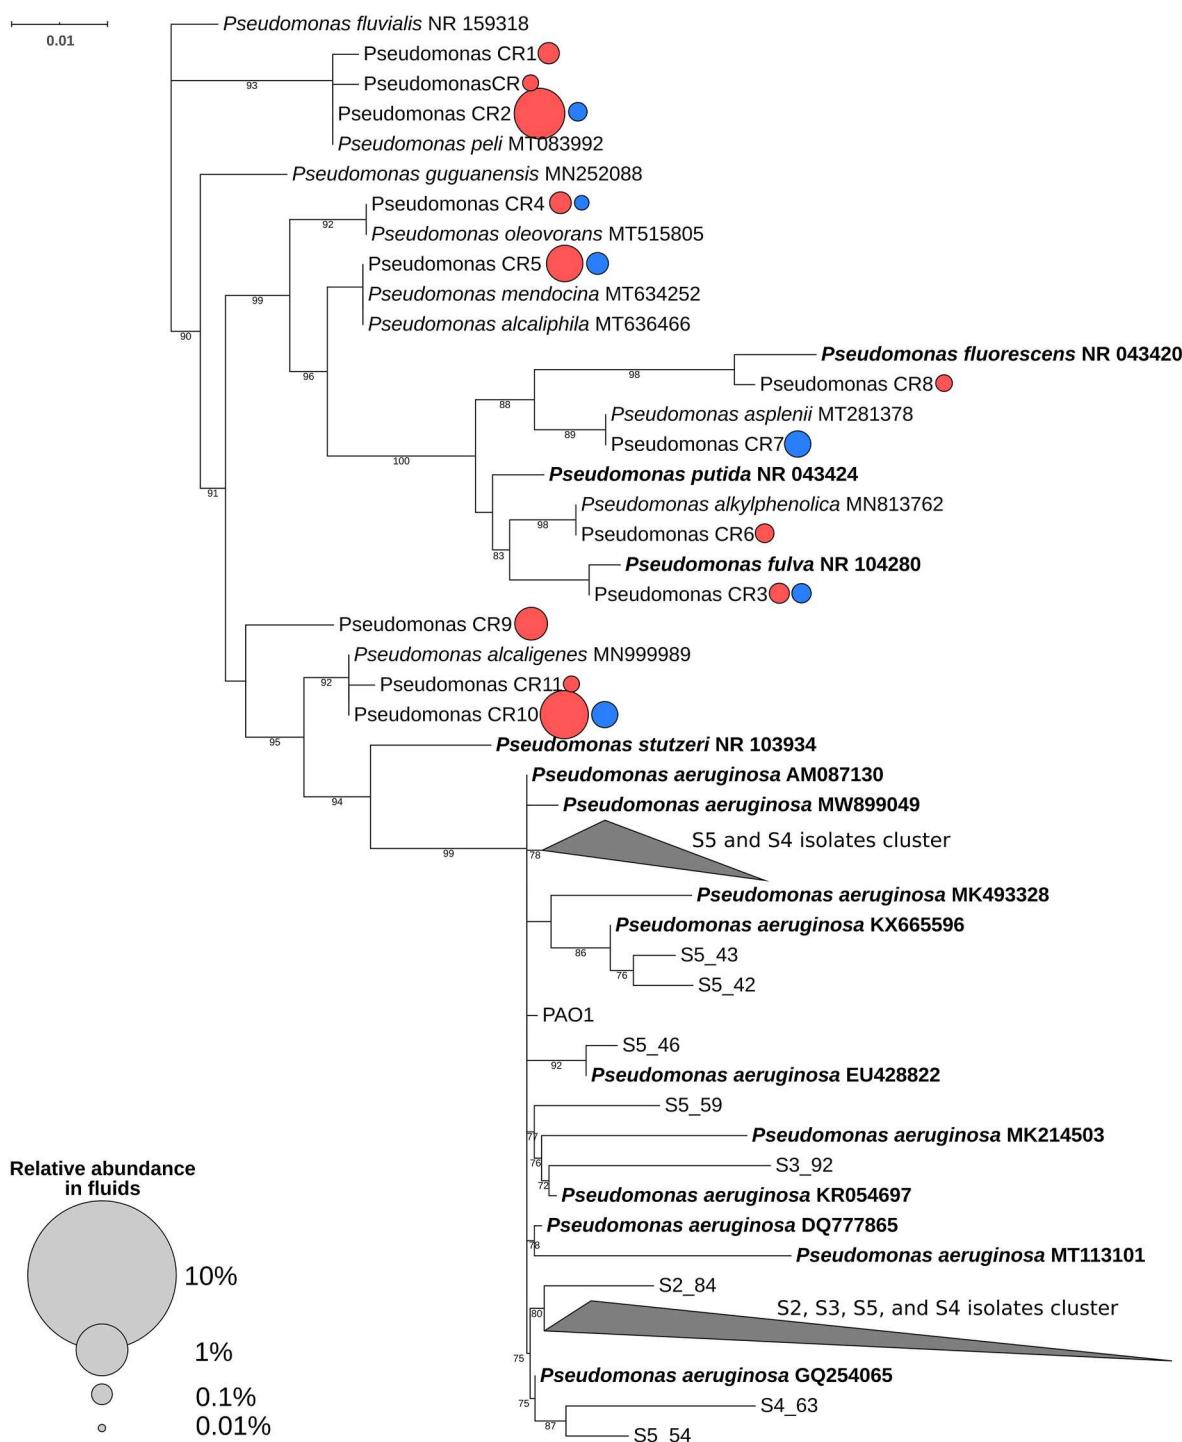 0.01
Pseudomonas fluvialis NR 159318
Pseudomonas CR1
93
PseudomonasCR
Pseudomonas CR2
Pseudomonas peli MT083992
Pseudomonas guguanensis MN252088
Pseudomonas CR4
92
Pseudomonas oleovorans MT515805
Pseudomonas CR5
Pseudomonas mendocina MT634252
99
Pseudomonas alcaliphila MT636466
90
Pseudomonas fluorescens NR 043420
96
98
Pseudomonas CR8
88
Pseudomonas asplenii MT281378
89
Pseudomonas CR7
100
Pseudomonas putida NR 043424
91
Pseudomonas alkylphenolica MN813762
98
Pseudomonas CR6
83
Pseudomonas fulva NR 104280
Pseudomonas CR3
Pseudomonas CR9
Pseudomonas alcaligenes MN999989
92
Pseudomonas CR11
Pseudomonas CR10
95
Pseudomonas stutzeri NR 103934
Pseudomonas aeruginosa AM087130
94
Pseudomonas aeruginosa MW899049
S5 and S4 isolates cluster
99
78
Pseudomonas aeruginosa MK493328
Pseudomonas aeruginosa KX665596
86
S5_43
76
S5_42
PAO1
S5_46
92
Pseudomonas aeruginosa EU428822
S5_59
77
Pseudomonas aeruginosa MK214503
76
S3_92
72
Pseudomonas aeruginosa KR054697
Pseudomonas aeruginosa DQ777865
78
Pseudomonas aeruginosa MT113101
S2_84
80
S2, S3, S5, and S4 isolates cluster
75
Pseudomonas aeruginosa GQ254065
75
S4_63
87
S5_54
Relative abundance
in fluids
10%
1%
0.1%
0.01%